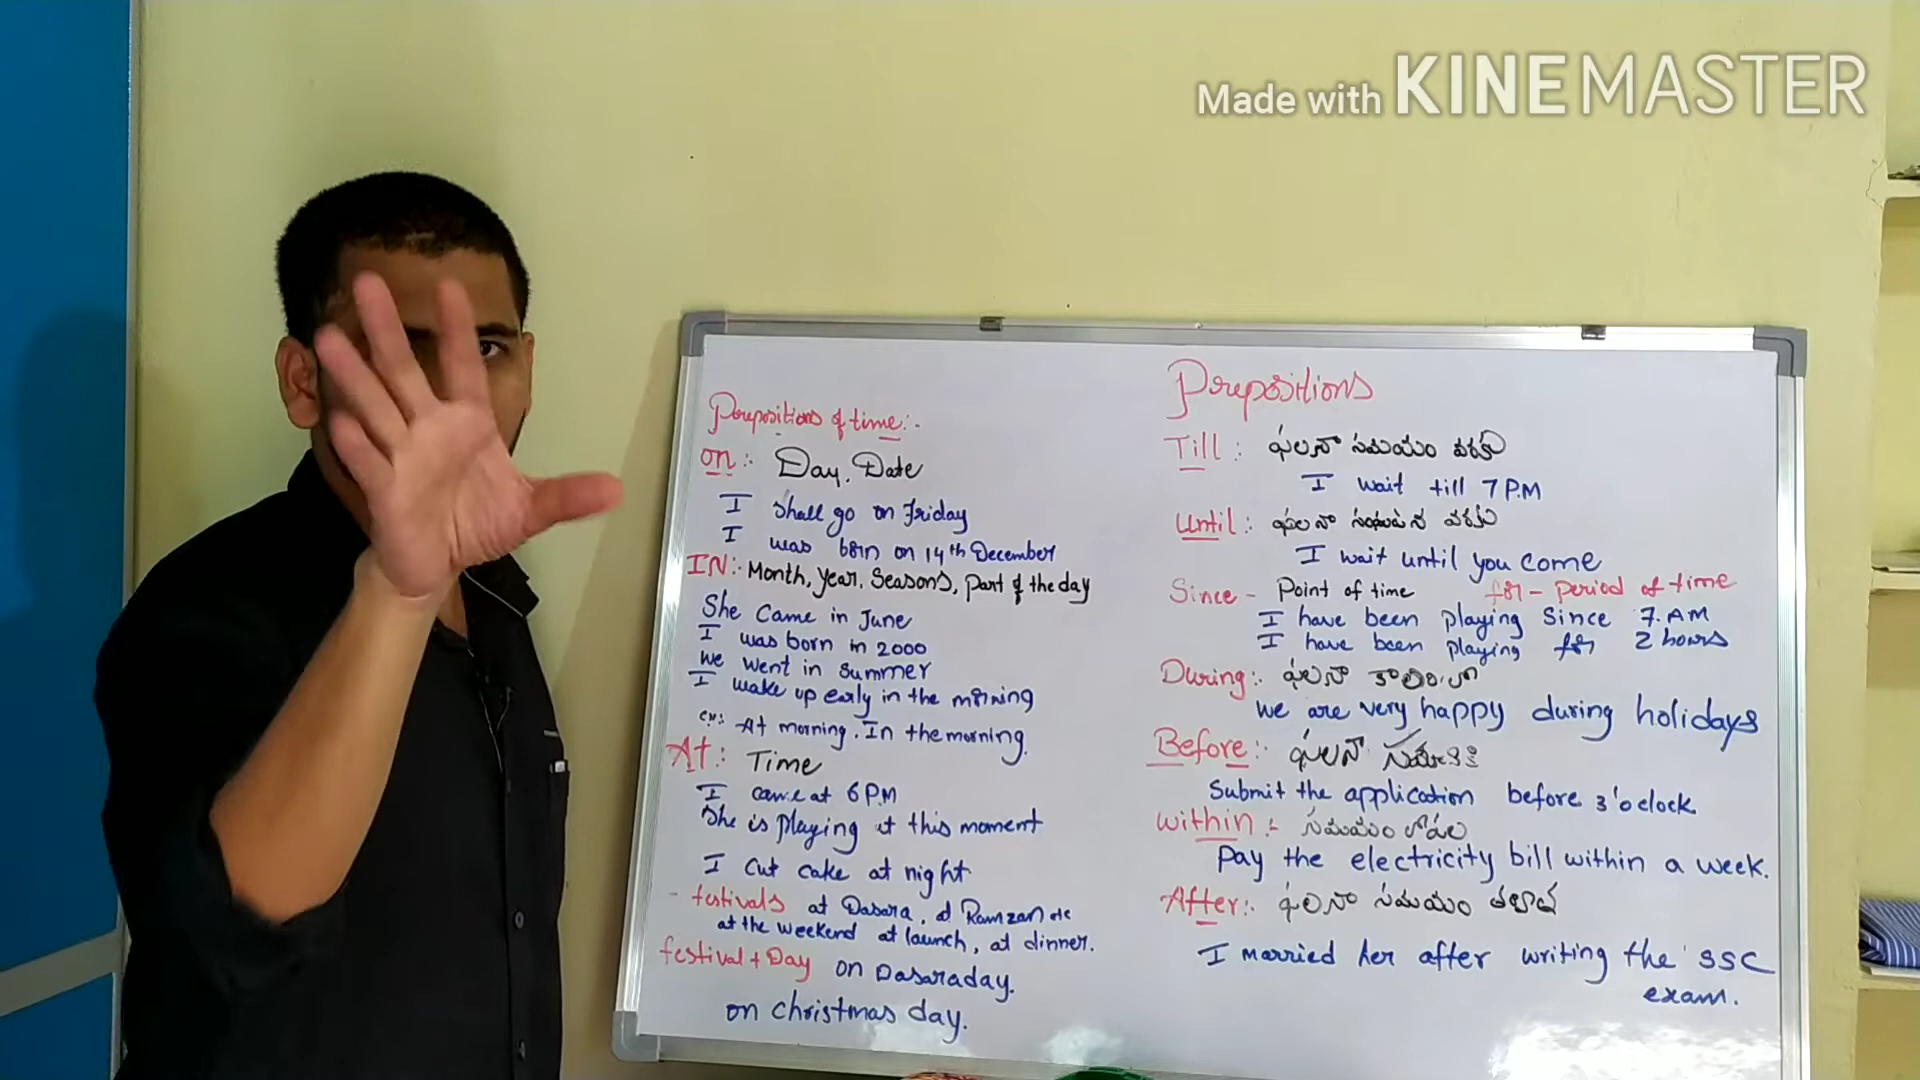 Made with KINEMASTER
Prepositions of time:-
on:- Day, Date
I shall go on Friday
I was born on 14th December
IN:- Month, year, Seasons, part of the day
She came in June
I was born in 2000
we went in summer
I wake up early in the morning
At morning. In the morning.
At: Time
I came at 6 P.M
She is playing at this moment
I cut cake at night
- festivals at Dasara, at Ramzan etc
at the weekend at launch, at dinner.
festival + Day on Dasaraday.
on christmas day.
Prepositions
Till: ఫలానా సమయం వరకు
I wait till 7 P.M
Until: ఫలానా వరకు
I wait until you come
Since - Point of time for - period of time
I have been playing Since 7.AM
I have been playing for 2 hours
During:- ఫలానా
we are very happy during holidays
Before:- ఫలానా
Submit the application before 3'oclock
within:- సమయం లోపల
Pay the electricity bill within a week.
After:- ఫలానా సమయం తర్వాత
I married her after writing the SSC
exam.